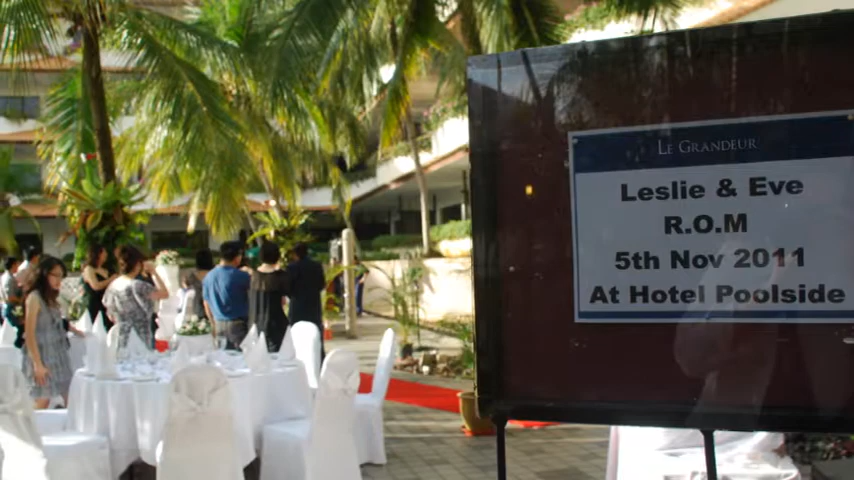 LE GRANDEUR
Leslie & Eve
R.O.M
5th Nov 2011
At Hotel Poolside